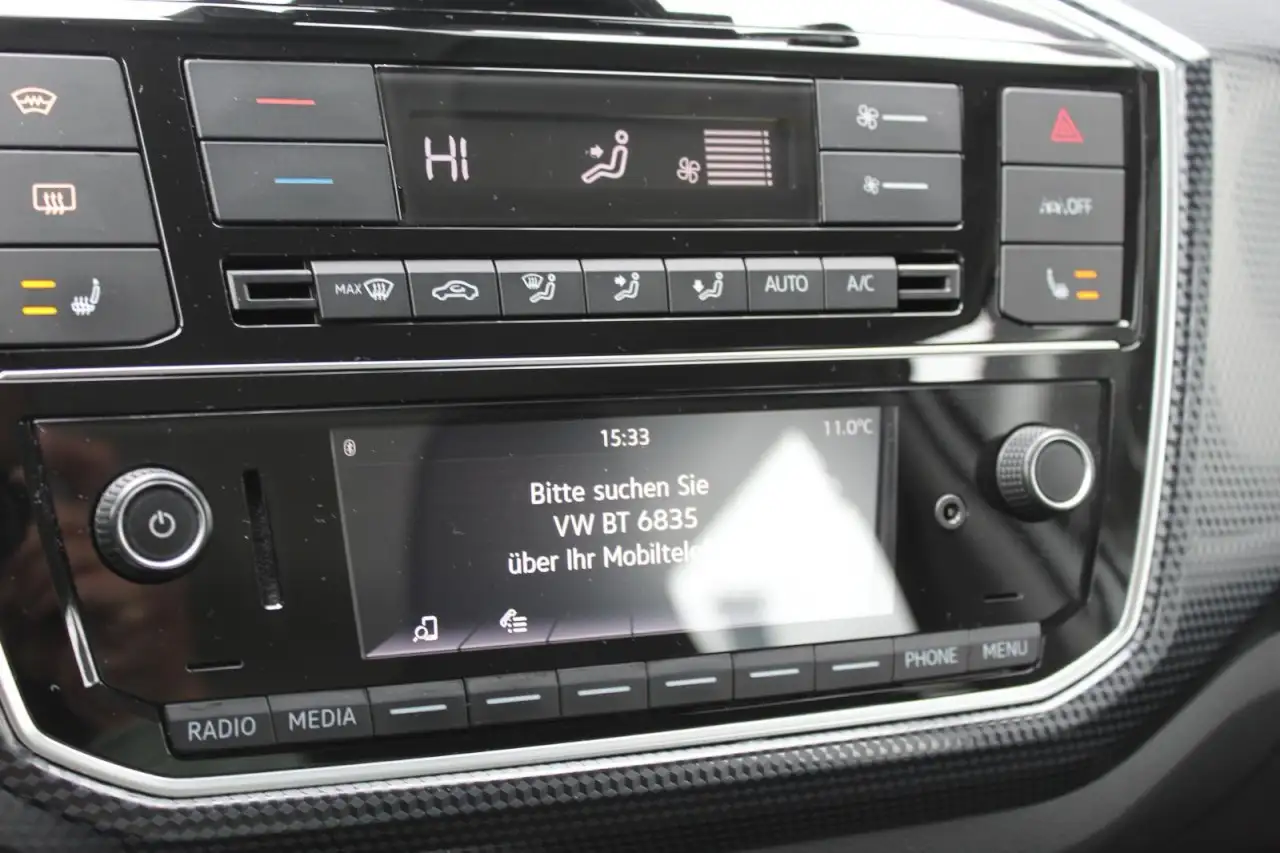 HI
OFF
MAX
AUTO
A/C
15:33
11.0°C
Bitte suchen Sie
VW BT 6835
über Ihr
RADIO
MEDIA
PHONE
MENU